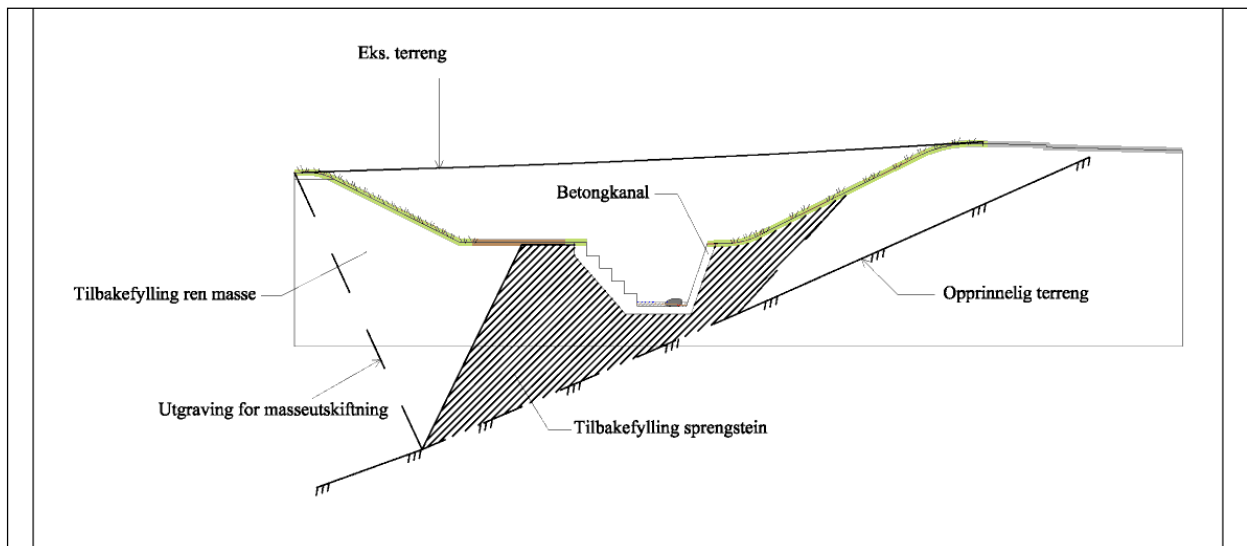 Eks. terreng
Betongkanal
Tilbakefylling ren masse
Opprinnelig terreng
Utgraving for masseutskiftning
Tilbakefylling sprengstein